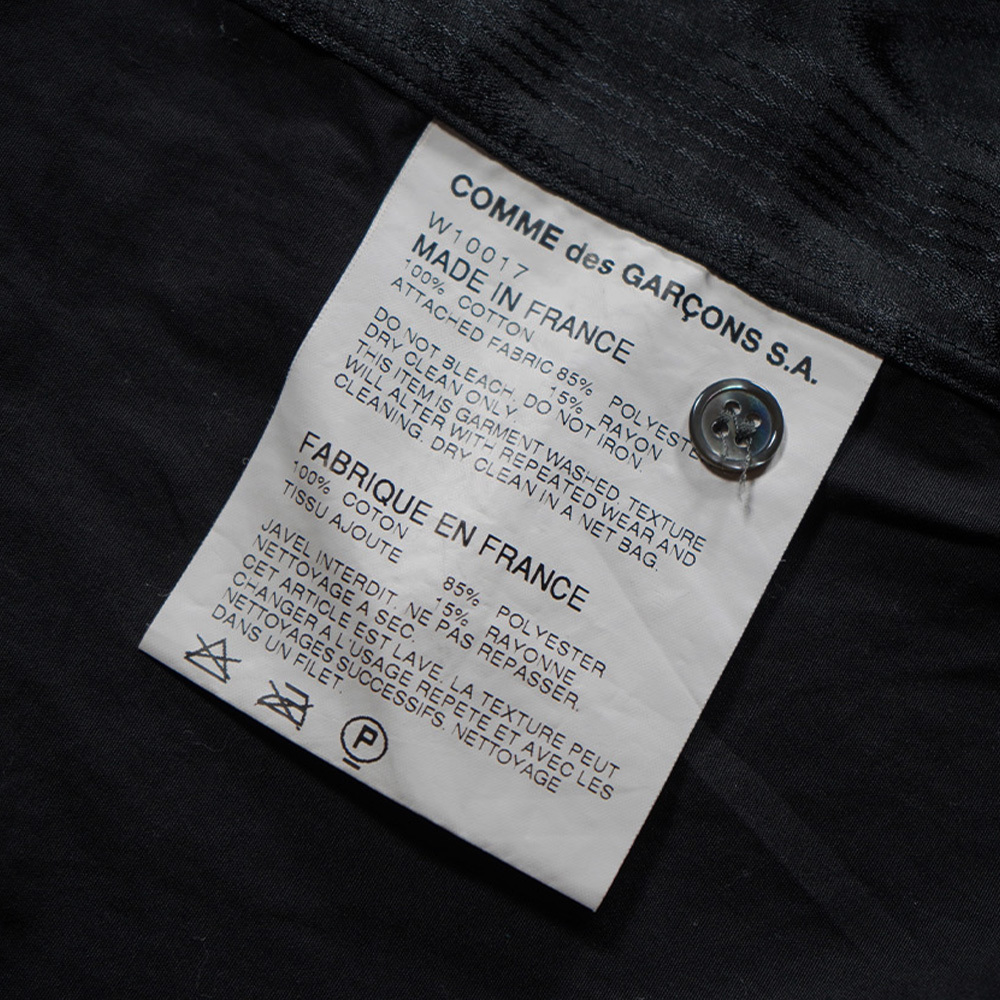 COMME des GARÇONS S.A.
W10017
MADE IN FRANCE
100% COTTON
ATTACHED FABRIC 85% POLYESTE
15% RAYON
DO NOT BLEACH. DO NOT IRON.
DRY CLEAN ONLY.
THIS ITEM IS GARMENT WASHED. TEXTURE
WILL ALTER WITH REPEATED WEAR AND
CLEANING. DRY CLEAN IN A NET BAG.
FABRIQUE EN FRANCE
100% COTON
TISSU AJOUTE 85% POLYESTER
15% RAYONNE
JAVEL INTERDIT. NE PAS REPASSER.
NETTOYAGE A SEC.
CET ARTICLE EST LAVE. LA TEXTURE PEUT
CHANGER A L'USAGE REPETE ET AVEC LES
NETTOYAGES SUCCESSIFS. NETTOYAGE
DANS UN FILET.
P